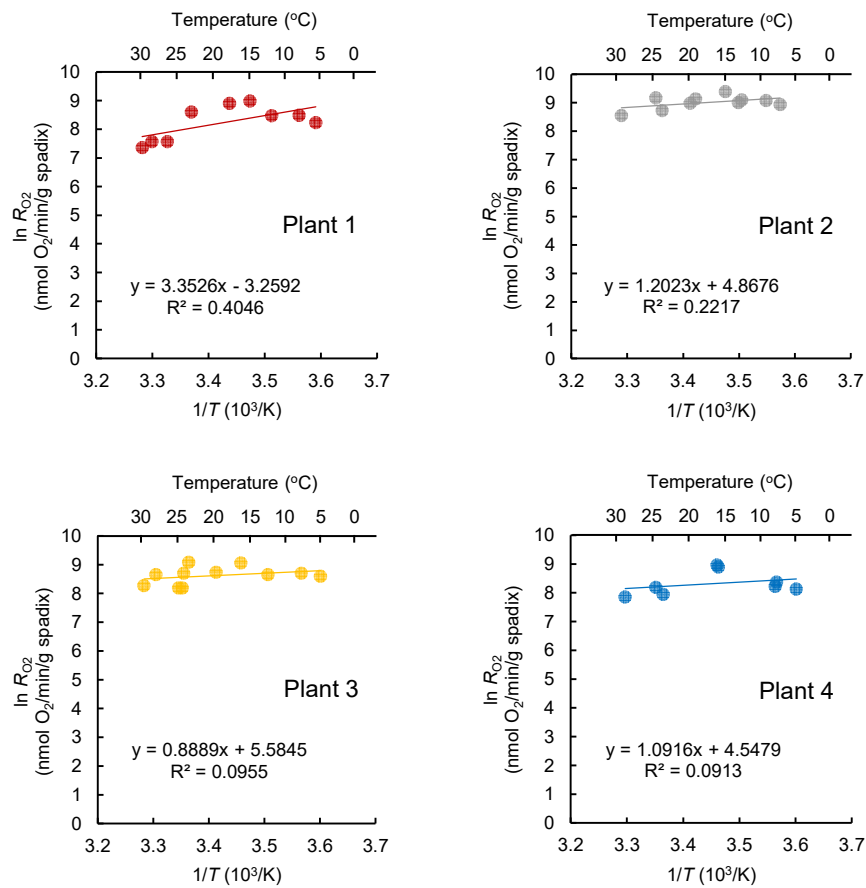 Temperature (°C)
30 25 20 15 10 5 0
10
9
8
7
6
5
4
3
2
1
0
ln R_O2
(nmol O₂/min/g spadix)
Plant 1
y = 3.3526x - 3.2592
R² = 0.4046
3.2 3.3 3.4 3.5 3.6 3.7
1/T (10³/K)
Temperature (°C)
30 25 20 15 10 5 0
10
9
8
7
6
5
4
3
2
1
0
ln R_O2
(nmol O₂/min/g spadix)
Plant 2
y = 1.2023x + 4.8676
R² = 0.2217
3.2 3.3 3.4 3.5 3.6 3.7
1/T (10³/K)
Temperature (°C)
30 25 20 15 10 5 0
10
9
8
7
6
5
4
3
2
1
0
ln R_O2
(nmol O₂/min/g spadix)
Plant 3
y = 0.8889x + 5.5845
R² = 0.0955
3.2 3.3 3.4 3.5 3.6 3.7
1/T (10³/K)
Temperature (°C)
30 25 20 15 10 5 0
10
9
8
7
6
5
4
3
2
1
0
ln R_O2
(nmol O₂/min/g spadix)
Plant 4
y = 1.0916x + 4.5479
R² = 0.0913
3.2 3.3 3.4 3.5 3.6 3.7
1/T (10³/K)